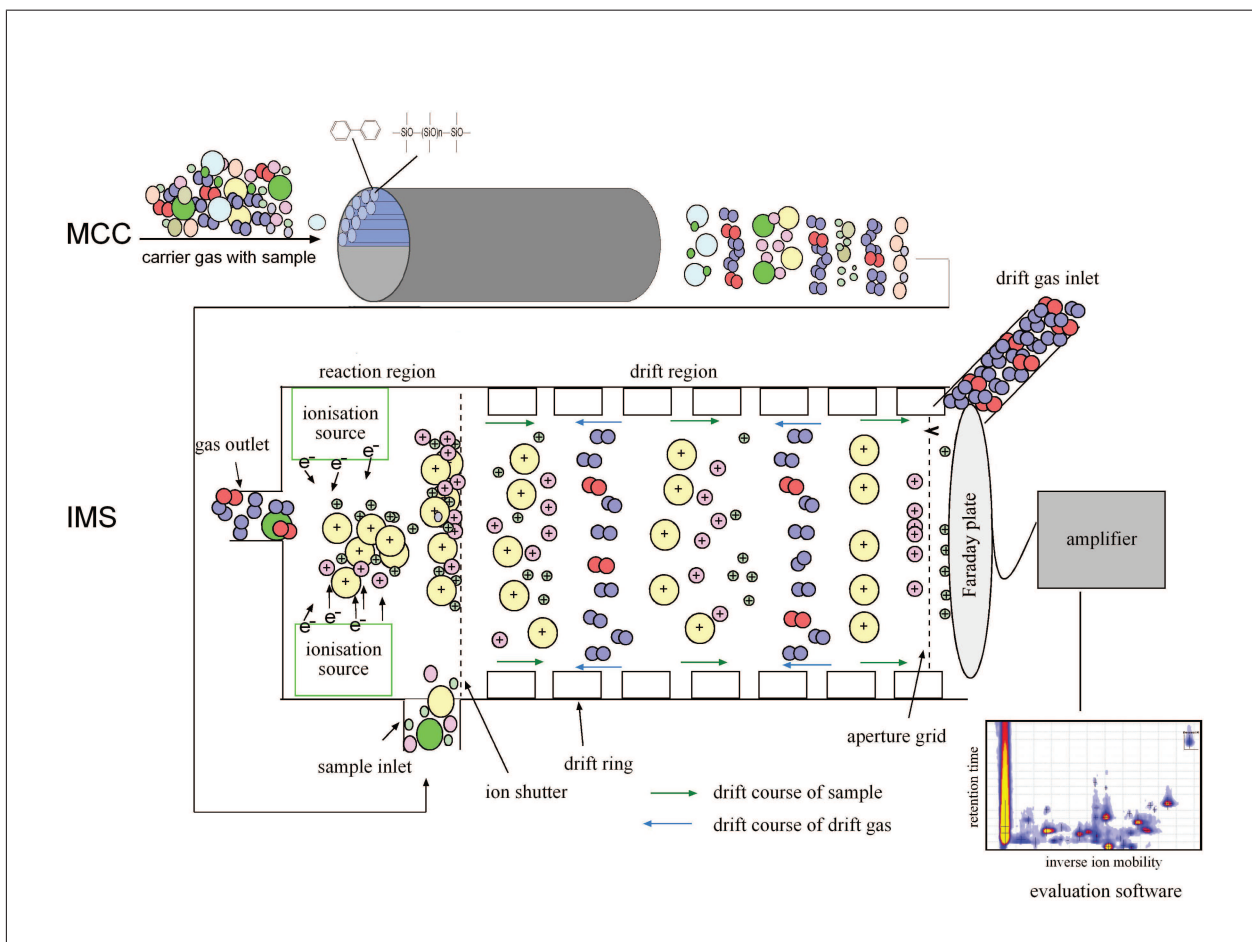 —SiO—(SiO)n—SiO—
MCC
carrier gas with sample
drift gas inlet
reaction region
drift region
ionisation
source
gas outlet
e-
e-
e-
IMS
Faraday plate
amplifier
e-
e-
e-
e-
ionisation
source
sample inlet
ion shutter
drift ring
aperture grid
drift course of sample
drift course of drift gas
retention time
inverse ion mobility
evaluation software